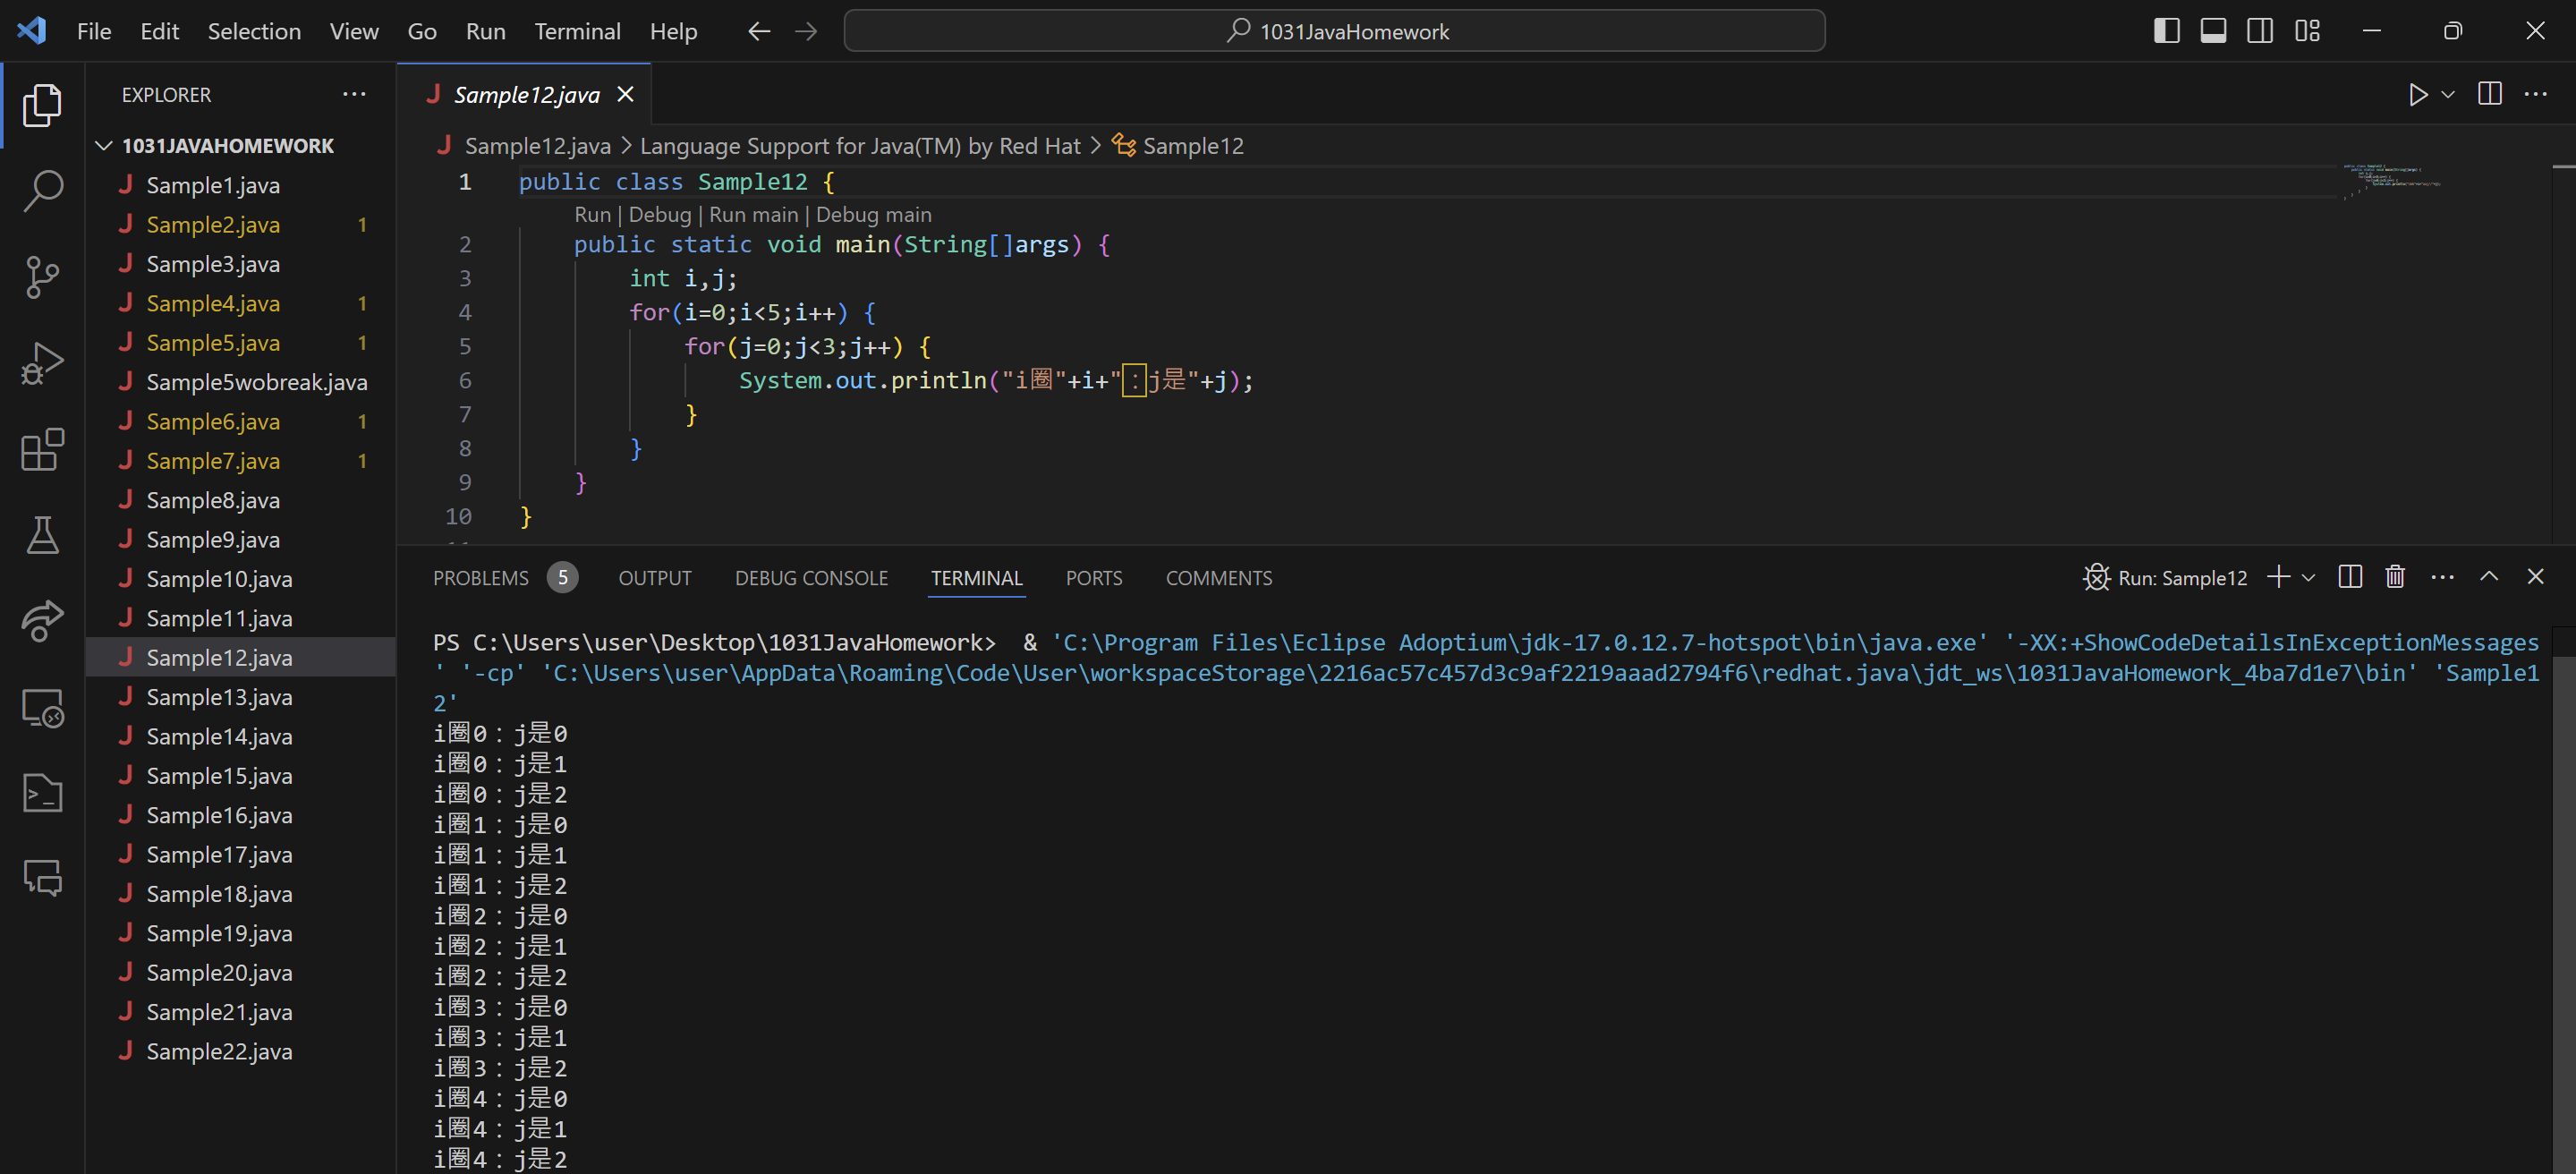 File Edit Selection View Go Run Terminal Help
1031JavaHomework
EXPLORER
1031JAVAHOMEWORK
Sample1.java
Sample2.java 1
Sample3.java
Sample4.java 1
Sample5.java 1
Sample5wobreak.java
Sample6.java 1
Sample7.java 1
Sample8.java
Sample9.java
Sample10.java
Sample11.java
Sample12.java
Sample13.java
Sample14.java
Sample15.java
Sample16.java
Sample17.java
Sample18.java
Sample19.java
Sample20.java
Sample21.java
Sample22.java
J Sample12.java
J Sample12.java > Language Support for Java(TM) by Red Hat > Sample12
1 public class Sample12 {
Run | Debug | Run main | Debug main
2 public static void main(String[]args) {
3 int i,j;
4 for(i=0;i<5;i++) {
5 for(j=0;j<3;j++) {
6 System.out.println("i圈"+i+"：j是"+j);
7 }
8 }
9 }
10 }
PROBLEMS 5 OUTPUT DEBUG CONSOLE TERMINAL PORTS COMMENTS
Run: Sample12
PS C:\Users\user\Desktop\1031JavaHomework>  & 'C:\Program Files\Eclipse Adoptium\jdk-17.0.12.7-hotspot\bin\java.exe' '-XX:+ShowCodeDetailsInExceptionMessages
' '-cp' 'C:\Users\user\AppData\Roaming\Code\User\workspaceStorage\2216ac57c457d3c9af2219aaad2794f6\redhat.java\jdt_ws\1031JavaHomework_4ba7d1e7\bin' 'Sample1
2'
i圈0：j是0
i圈0：j是1
i圈0：j是2
i圈1：j是0
i圈1：j是1
i圈1：j是2
i圈2：j是0
i圈2：j是1
i圈2：j是2
i圈3：j是0
i圈3：j是1
i圈3：j是2
i圈4：j是0
i圈4：j是1
i圈4：j是2